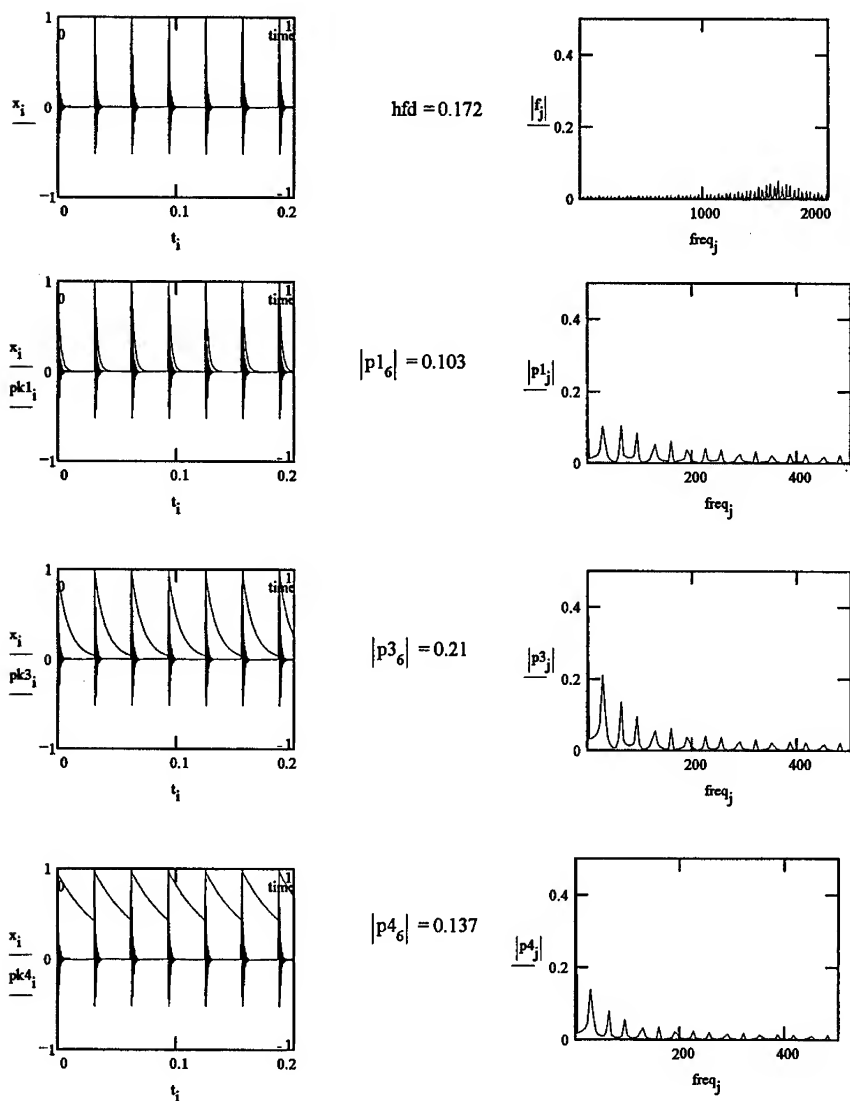 1
0
time
1
x_i
0
−1
-1
0
0.1
0.2
t_i
hfd = 0.172
|f_j|
0.4
0.2
0
1000
2000
freq_j
1
0
time
1
x_i
0
pk1_i
−1
-1
0
0.1
0.2
t_i
|p1_6| = 0.103
|p1_j|
0.4
0.2
0
200
400
freq_j
1
0
time
1
x_i
0
pk3_i
−1
-1
0
0.1
0.2
t_i
|p3_6| = 0.21
|p3_j|
0.4
0.2
0
200
400
freq_j
1
0
time
1
x_i
0
pk4_i
−1
-1
0
0.1
0.2
t_i
|p4_6| = 0.137
|p4_j|
0.4
0.2
0
200
400
freq_j